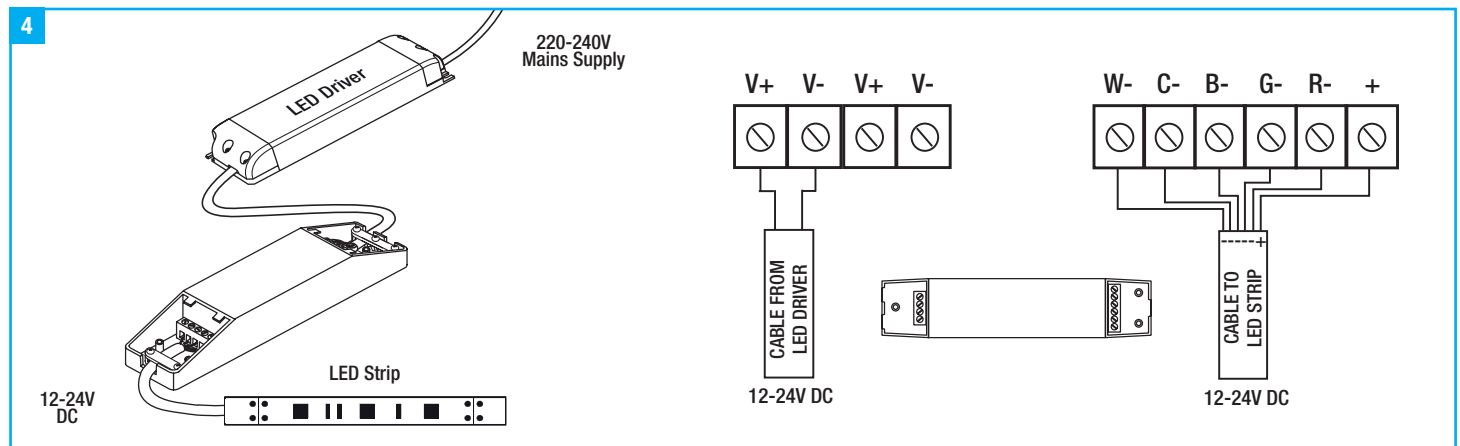 4
220-240V
Mains Supply
LED Driver
12-24V
DC
LED Strip
V+ V- V+ V-
CABLE FROM
LED DRIVER
12-24V DC
W- C- B- G- R- +
-----+
CABLE TO
LED STRIP
12-24V DC